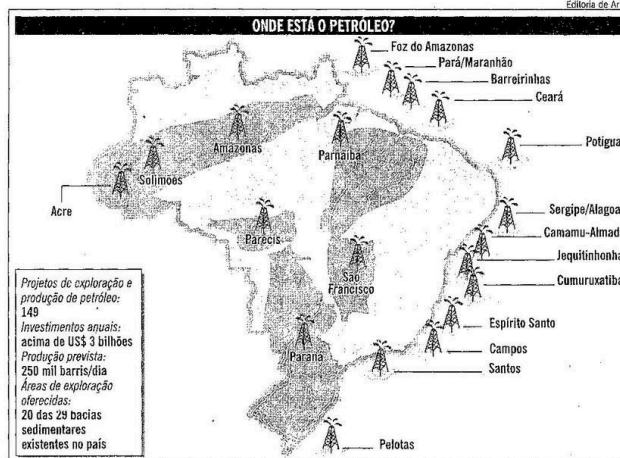 Editoria de Ar
ONDE ESTÁ O PETRÓLEO?
Foz do Amazonas
Pará/Maranhão
Barreirinhas
Ceará
Potigua
Amazonas
Parnaíba
Solimões
Acre
Sergipe/Alagoa
Camamu-Almad
Parecis
Jequitinhonha
São
Francisco
Cumuruxatiba
Espírito Santo
Campos
Paraná
Santos
Pelotas
Projetos de exploração e
produção de petróleo:
149
Investimentos anuais:
acima de US$ 3 bilhões
Produção prevista:
250 mil barris/dia
Áreas de exploração
oferecidas:
20 das 29 bacias
sedimentares
existentes no país